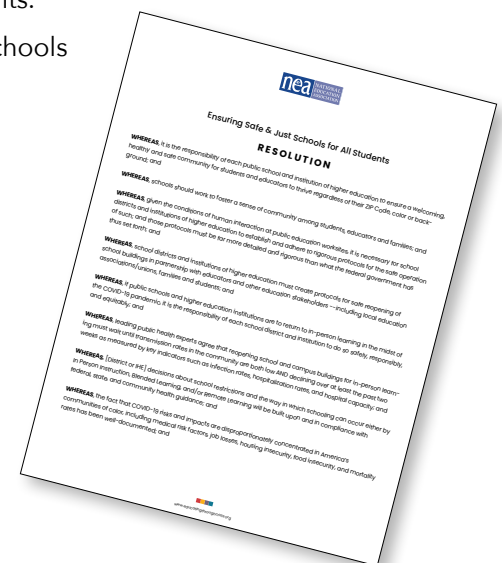 nts.
chools
nea NATIONAL
EDUCATION
ASSOCIATION
Ensuring Safe & Just Schools for All Students
RESOLUTION
WHEREAS, it is the responsibility of each public school and institution of higher education to ensure a welcoming,
healthy and safe community for students and educators to thrive regardless of their ZIP Code, color or back-
ground; and
WHEREAS, schools should work to foster a sense of community among students, educators and families; and
WHEREAS, given the conditions of human interaction at public education worksites, it is necessary for school
districts and institutions of higher education to establish and adhere to rigorous protocols for the safe operation
of such; and those protocols must be far more detailed and rigorous than what the federal government has
thus set forth; and
WHEREAS, school districts and institutions of higher education must create protocols for safe reopening of
school buildings in partnership with educators and other education stakeholders --including local education
associations/unions, families and students; and
WHEREAS, if public schools and higher education institutions are to return to in-person learning in the midst of
the COVID-19 pandemic, it is the responsibility of each school district and institution to do so safely, responsibly,
and equitably; and
WHEREAS, leading public health experts agree that reopening school and campus buildings for in-person learn-
ing must wait until transmission rates in the community are both low AND declining over at least the past two
weeks as measured by key indicators such as infection rates, hospitalization rates, and hospital capacity; and
WHEREAS, [District or IHE] decisions about school restrictions and the way in which schooling can occur either by
In Person Instruction, Blended Learning, and/or Remote Learning will be built upon and in compliance with
federal, state and community health guidance; and
WHEREAS, the fact that COVID-19 risks and impacts are disproportionately concentrated in America's
communities of color, including medical risk factors, job losses, housing insecurity, food insecurity, and mortality
rates has been well-documented; and